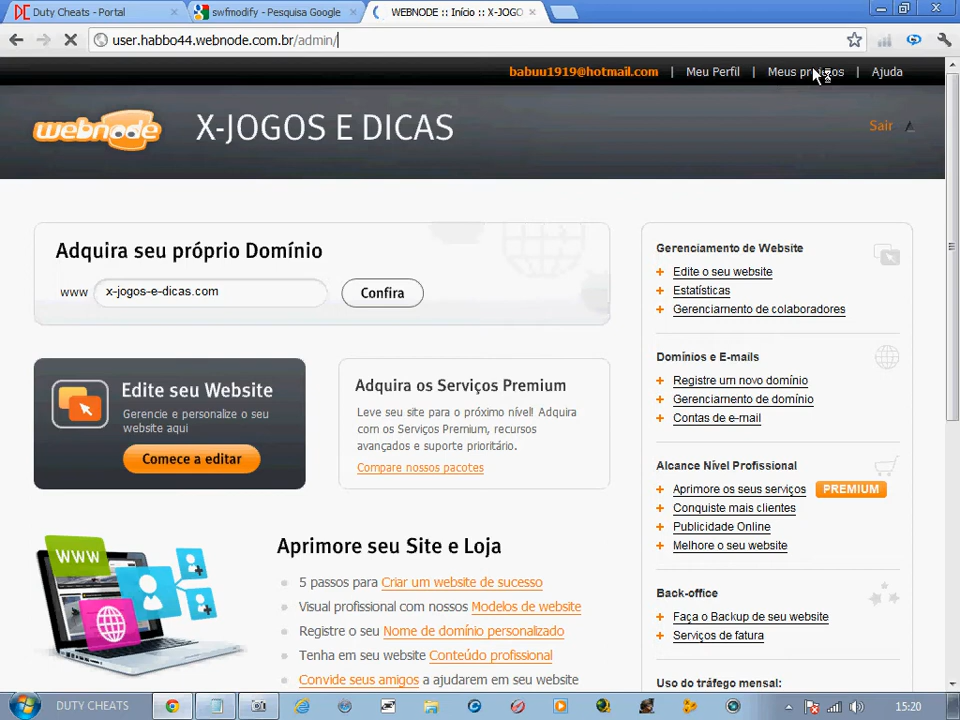 Duty Cheats - Portal
swfmodify - Pesquisa Google
WEBNODE :: Início :: X-JOGO
user.habbo44.webnode.com.br/admin/
babuu1919@hotmail.com | Meu Perfil | Meus projetos | Ajuda
webnode
X-JOGOS E DICAS
Sair
Adquira seu próprio Domínio
www x-jogos-e-dicas.com Confira
Edite seu Website
Gerencie e personalize o seu
website aqui
Comece a editar
Adquira os Serviços Premium
Leve seu site para o próximo nível! Adquira
com os Serviços Premium, recursos
avançados e suporte prioritário.
Compare nossos pacotes
WWW
Aprimore seu Site e Loja
5 passos para Criar um website de sucesso
Visual profissional com nossos Modelos de website
Registre o seu Nome de domínio personalizado
Tenha em seu website Conteúdo profissional
Convide seus amigos a ajudarem em seu website
Gerenciamento de Website
Edite o seu website
Estatísticas
Gerenciamento de colaboradores
Domínios e E-mails
Registre um novo domínio
Gerenciamento de domínio
Contas de e-mail
Alcance Nível Profissional
Aprimore os seus serviços PREMIUM
Conquiste mais clientes
Publicidade Online
Melhore o seu website
Back-office
Faça o Backup de seu website
Serviços de fatura
Uso do tráfego mensal:
DUTY CHEATS
15:20